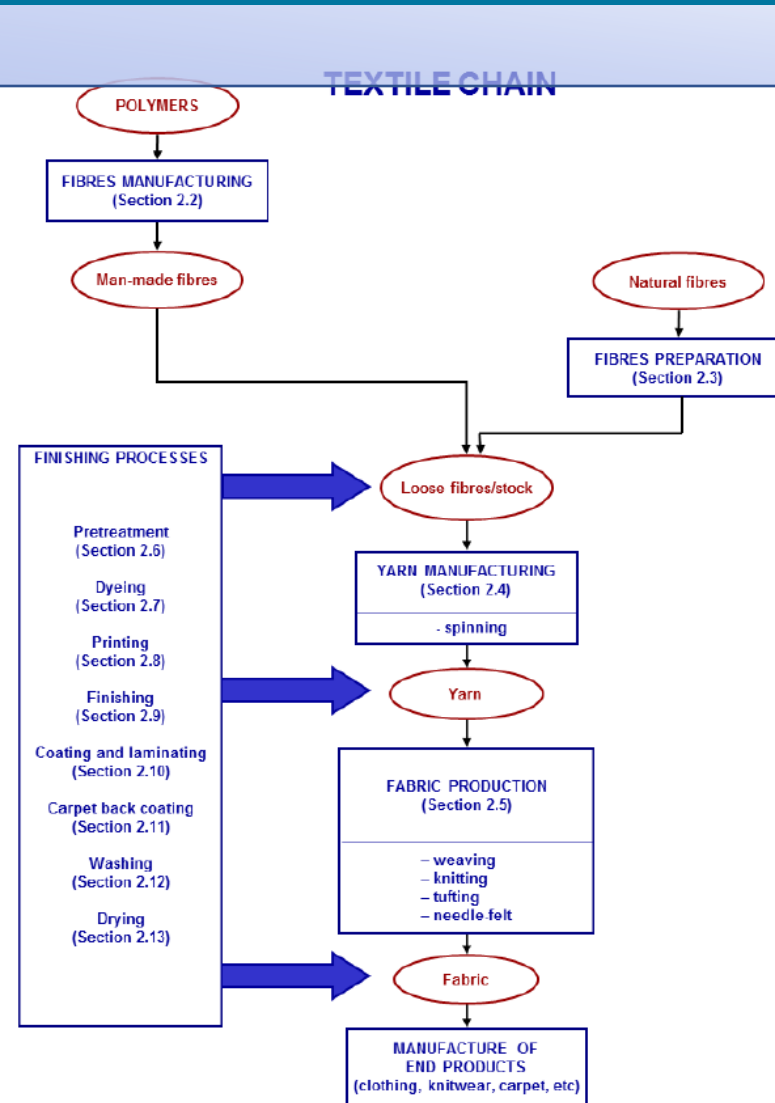 TEXTILE CHAIN
POLYMERS
FIBRES MANUFACTURING
(Section 2.2)
Man-made fibres
Natural fibres
FIBRES PREPARATION
(Section 2.3)
FINISHING PROCESSES
Pretreatment
(Section 2.6)
Dyeing
(Section 2.7)
Printing
(Section 2.8)
Finishing
(Section 2.9)
Coating and laminating
(Section 2.10)
Carpet back coating
(Section 2.11)
Washing
(Section 2.12)
Drying
(Section 2.13)
Loose fibres/stock
YARN MANUFACTURING
(Section 2.4)
- spinning
Yarn
FABRIC PRODUCTION
(Section 2.5)
– weaving
– knitting
– tufting
– needle-felt
Fabric
MANUFACTURE OF
END PRODUCTS
(clothing, knitwear, carpet, etc)